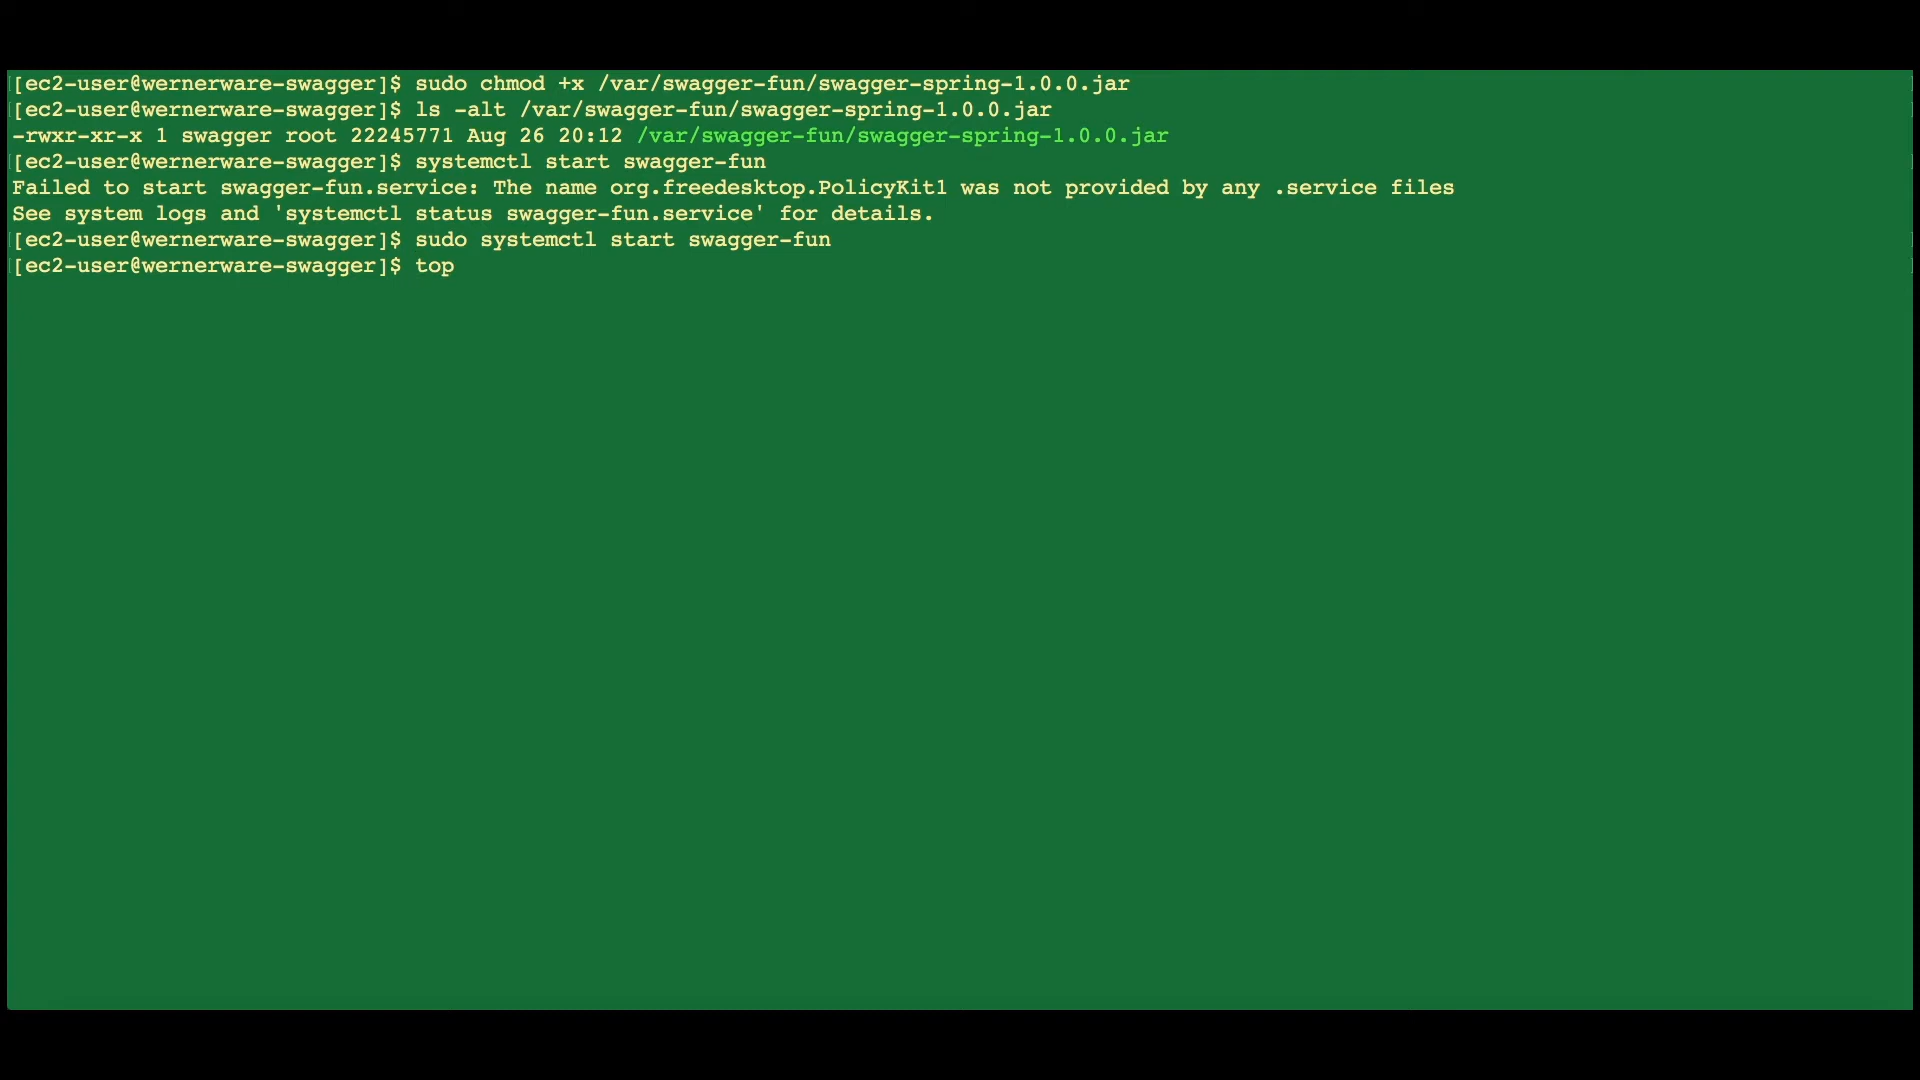 [[ec2-user@wernerware-swagger]$ sudo chmod +x /var/swagger-fun/swagger-spring-1.0.0.jar ]
[[ec2-user@wernerware-swagger]$ ls -alt /var/swagger-fun/swagger-spring-1.0.0.jar ]
-rwxr-xr-x 1 swagger root 22245771 Aug 26 20:12 /var/swagger-fun/swagger-spring-1.0.0.jar
[[ec2-user@wernerware-swagger]$ systemctl start swagger-fun ]
Failed to start swagger-fun.service: The name org.freedesktop.PolicyKit1 was not provided by any .service files
See system logs and 'systemctl status swagger-fun.service' for details.
[[ec2-user@wernerware-swagger]$ sudo systemctl start swagger-fun ]
[[ec2-user@wernerware-swagger]$ top ]